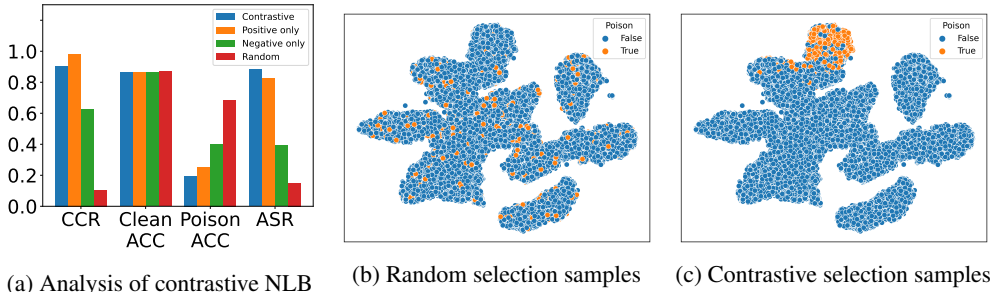 Contrastive
Positive only
Negative only
Random
1.0
0.8
0.6
0.4
0.2
0.0
CCR
Clean
ACC
Poison
ACC
ASR
(a) Analysis of contrastive NLB
Poison
False
True
(b) Random selection samples
Poison
False
True
(c) Contrastive selection samples